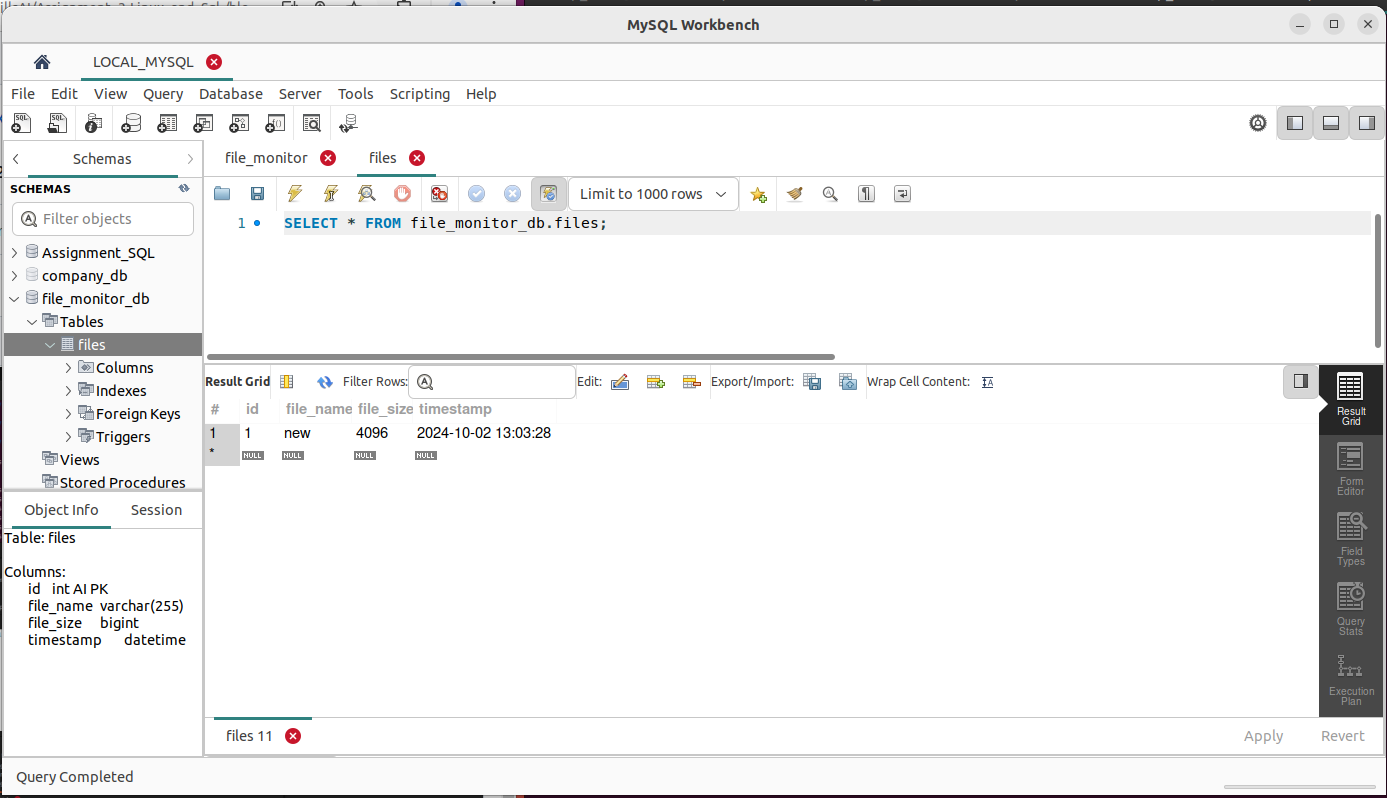 MySQL Workbench
LOCAL_MYSQL
File Edit View Query Database Server Tools Scripting Help
Schemas
file_monitor files
SCHEMAS
Limit to 1000 rows
Filter objects
1 SELECT * FROM file_monitor_db.files;
Assignment_SQL
company_db
file_monitor_db
Tables
files
Columns
Indexes
Foreign Keys
Triggers
Views
Stored Procedures
Result Grid Filter Rows: Edit: Export/Import: Wrap Cell Content:
# id file_name file_size timestamp
1 1 new 4096 2024-10-02 13:03:28
* NULL NULL NULL NULL
Result
Grid
Form
Editor
Field
Types
Query
Stats
Execution
Plan
Object Info Session
Table: files
Columns:
id int AI PK
file_name varchar(255)
file_size bigint
timestamp datetime
files 11
Apply Revert
Query Completed